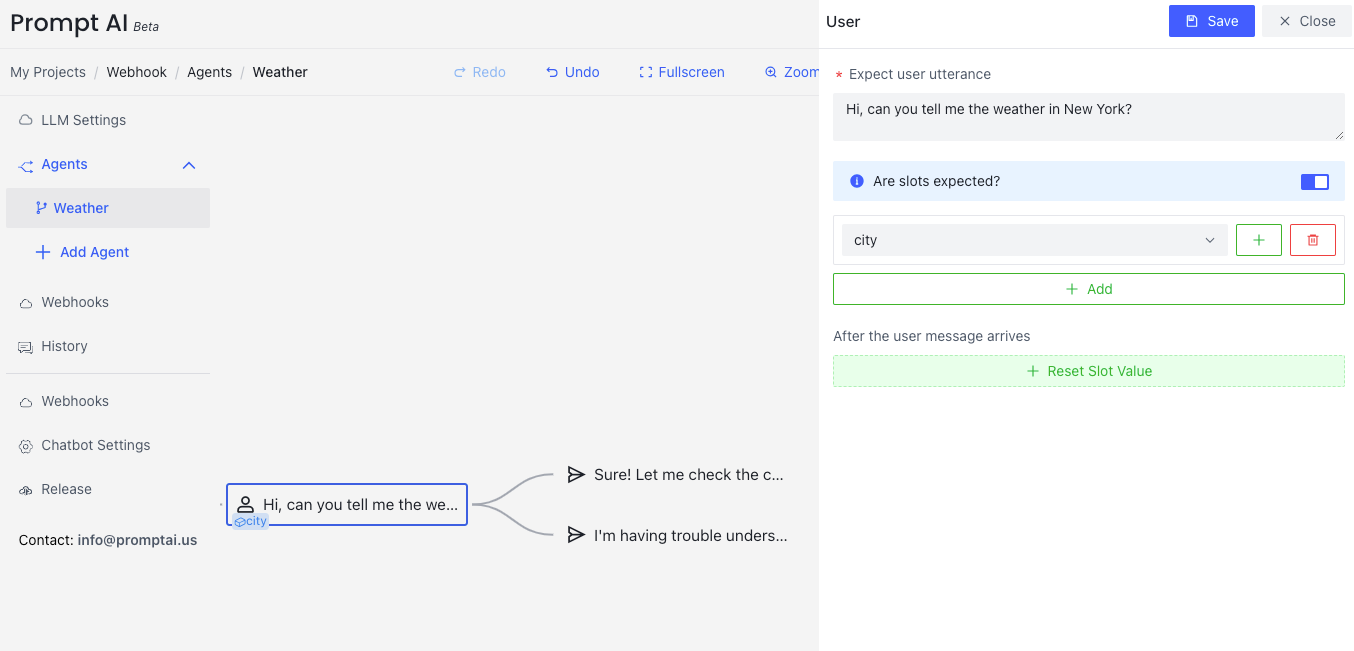 Prompt AI Beta
User
Save
Close
My Projects / Webhook / Agents / Weather
Redo
Undo
Fullscreen
Zoom
* Expect user utterance
Hi, can you tell me the weather in New York?
LLM Settings
Agents
Weather
Add Agent
Webhooks
History
Webhooks
Chatbot Settings
Release
Contact: info@promptai.us
Are slots expected?
city
Add
After the user message arrives
Reset Slot Value
Hi, can you tell me the we...
city
Sure! Let me check the c...
I'm having trouble unders...